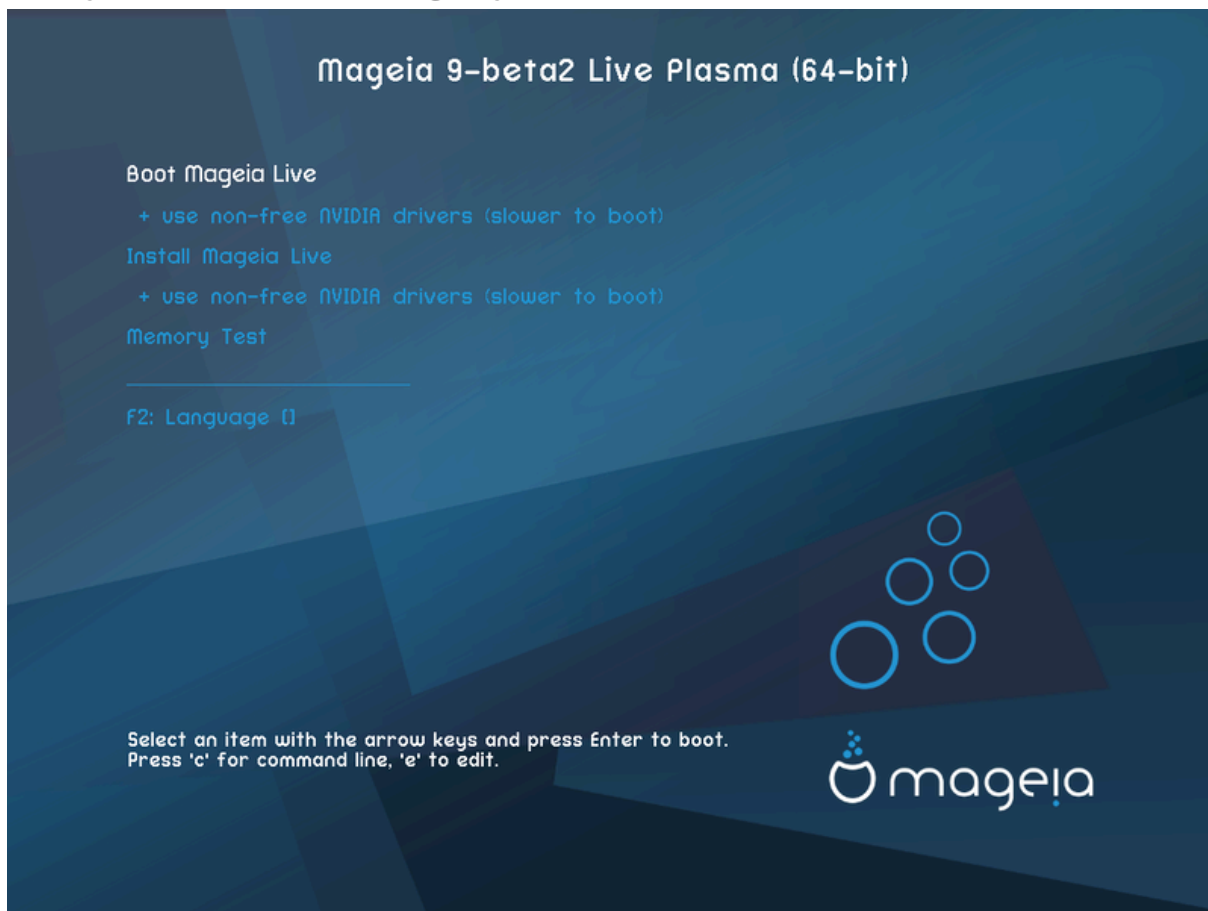 Mageia 9-beta2 Live Plasma (64-bit)
Boot Mageia Live
+ use non-free NVIDIA drivers (slower to boot)
Install Mageia Live
+ use non-free NVIDIA drivers (slower to boot)
Memory Test
F2: Language []
Select an item with the arrow keys and press Enter to boot.
Press 'c' for command line, 'e' to edit.
mageia